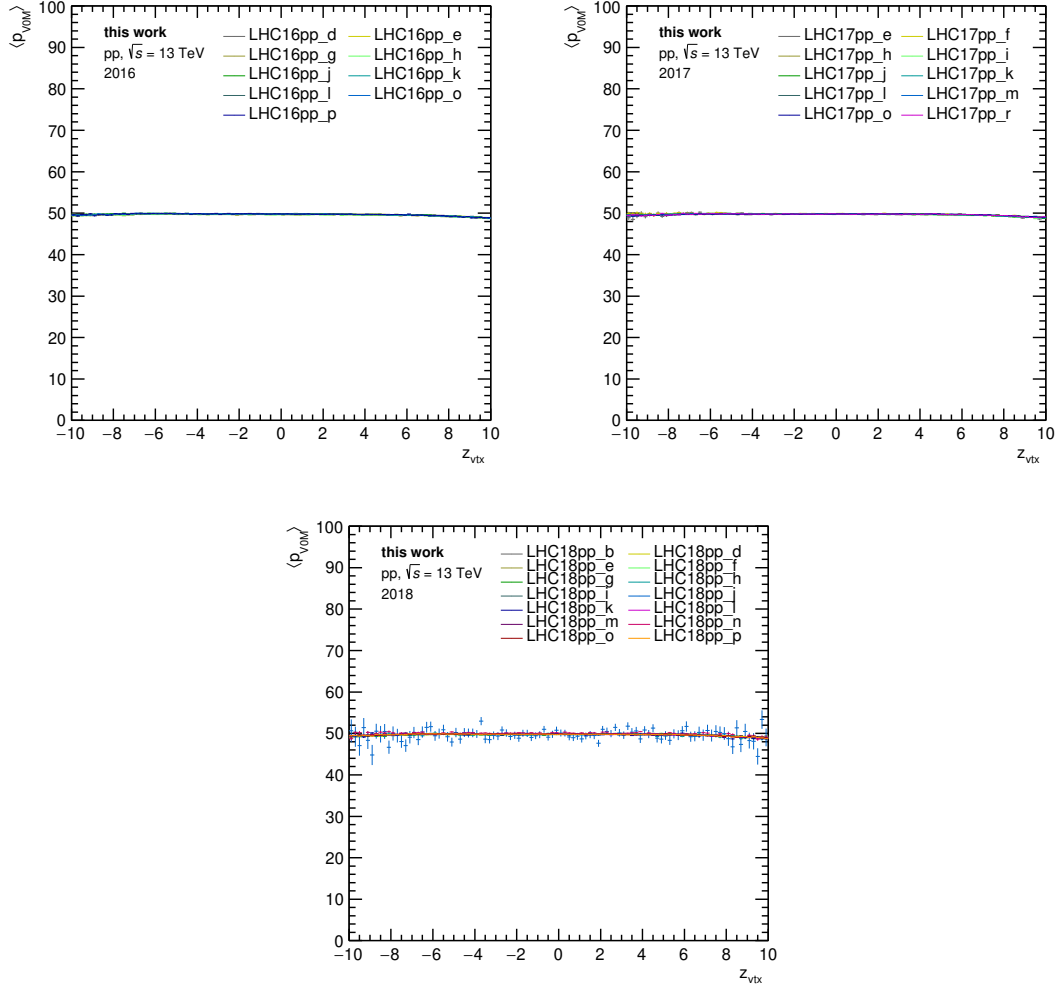 ⟨p_V0M⟩
100
90
80
70
60
50
40
30
20
10
0
this work
pp, √s = 13 TeV
2016
LHC16pp_d LHC16pp_e
LHC16pp_g LHC16pp_h
LHC16pp_j LHC16pp_k
LHC16pp_l LHC16pp_o
LHC16pp_p
−10 −8 −6 −4 −2 0 2 4 6 8 10
z_vtx
⟨p_V0M⟩
100
90
80
70
60
50
40
30
20
10
0
this work
pp, √s = 13 TeV
2017
LHC17pp_e LHC17pp_f
LHC17pp_h LHC17pp_i
LHC17pp_j LHC17pp_k
LHC17pp_l LHC17pp_m
LHC17pp_o LHC17pp_r
−10 −8 −6 −4 −2 0 2 4 6 8 10
z_vtx
⟨p_V0M⟩
100
90
80
70
60
50
40
30
20
10
0
this work
pp, √s = 13 TeV
2018
LHC18pp_b LHC18pp_d
LHC18pp_e LHC18pp_f
LHC18pp_g LHC18pp_h
LHC18pp_i LHC18pp_j
LHC18pp_k LHC18pp_l
LHC18pp_m LHC18pp_n
LHC18pp_o LHC18pp_p
−10 −8 −6 −4 −2 0 2 4 6 8 10
z_vtx